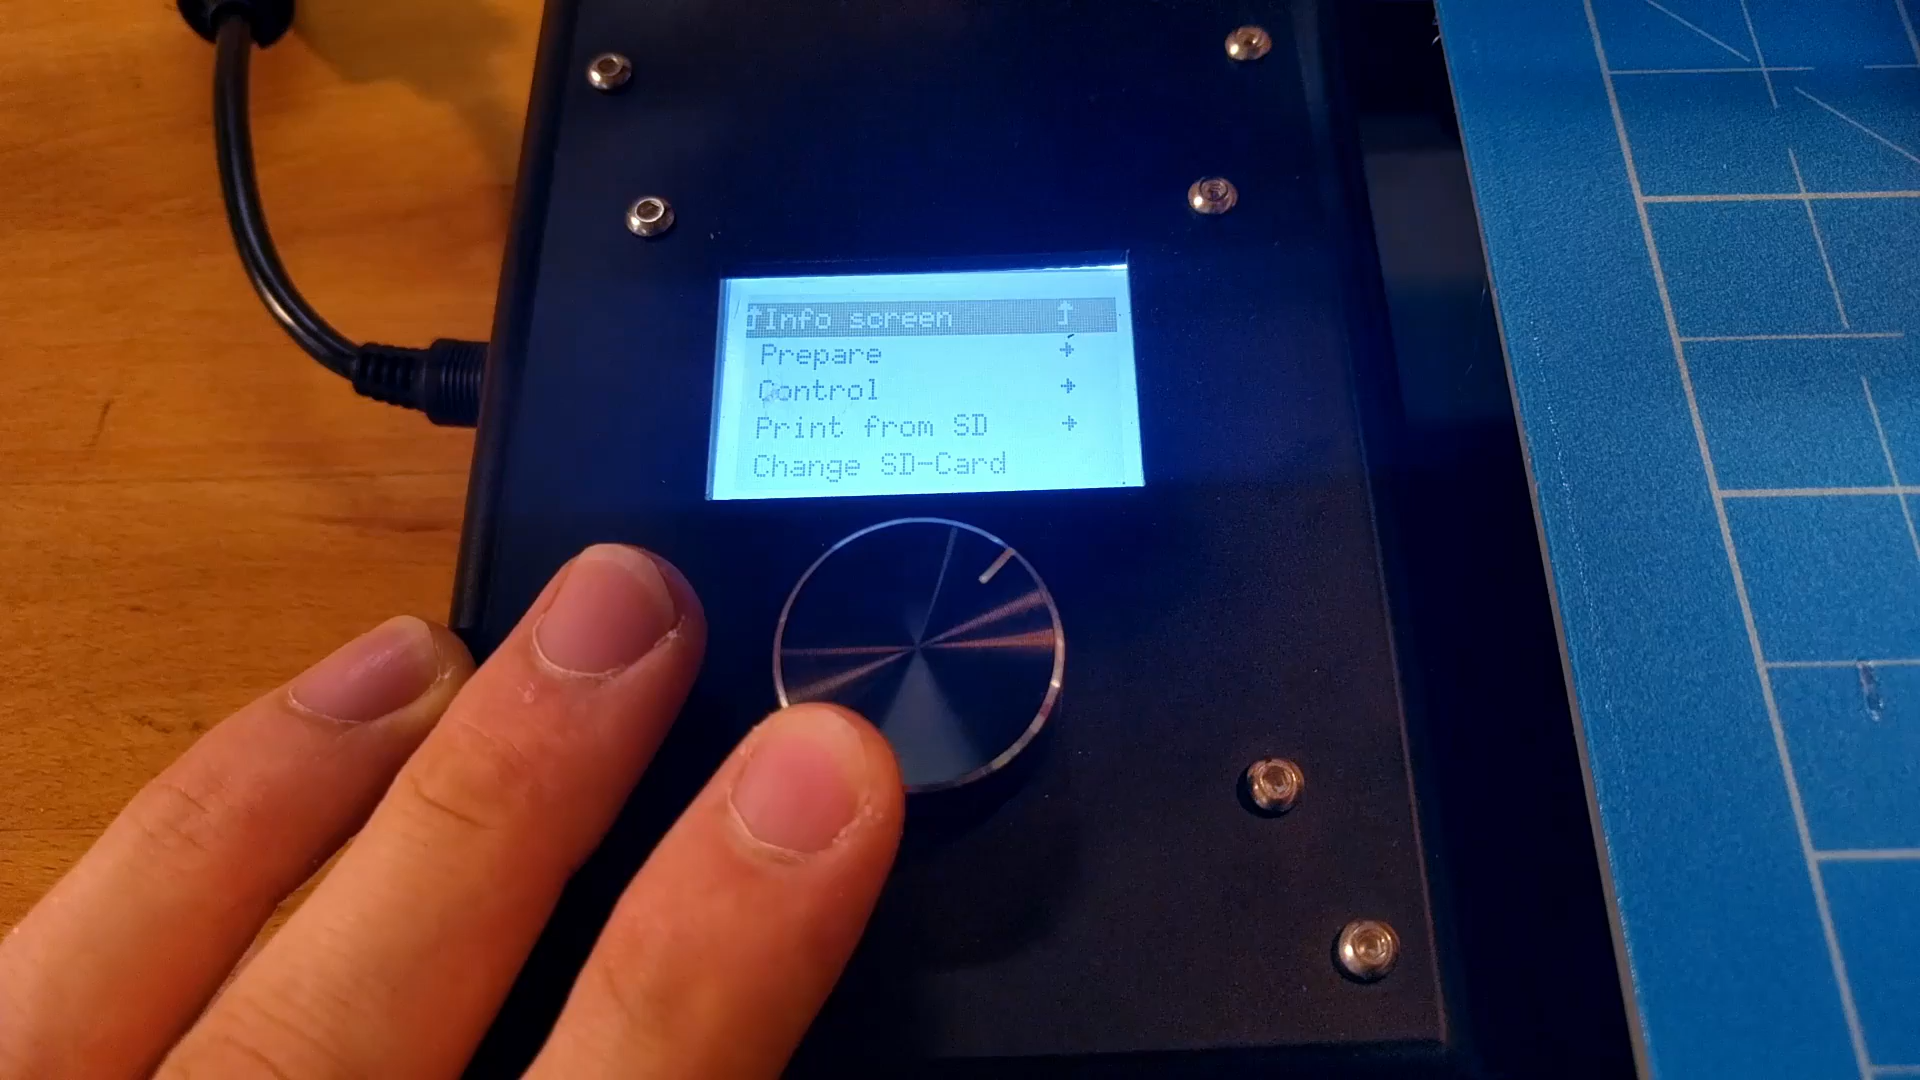 Info screen
Prepare
Control
Print from SD
Change SD-Card